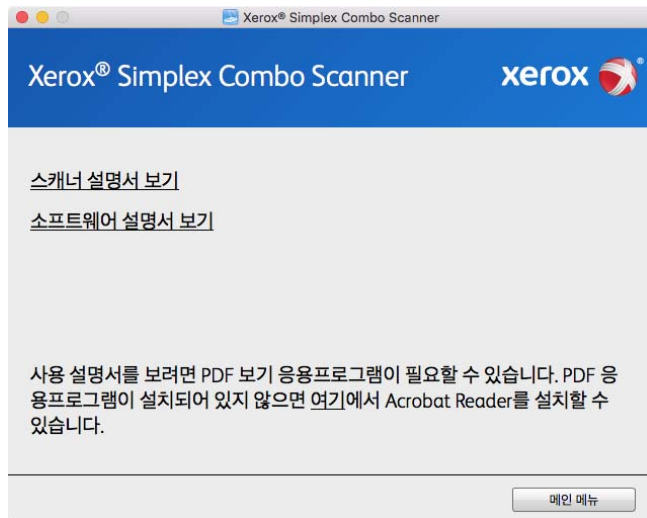 Xerox® Simplex Combo Scanner
Xerox® Simplex Combo Scanner
xerox®
스캐너 설명서 보기
소프트웨어 설명서 보기
사용 설명서를 보려면 PDF 보기 응용프로그램이 필요할 수 있습니다. PDF 응
용프로그램이 설치되어 있지 않으면 여기에서 Acrobat Reader를 설치할 수
있습니다.
메인 메뉴